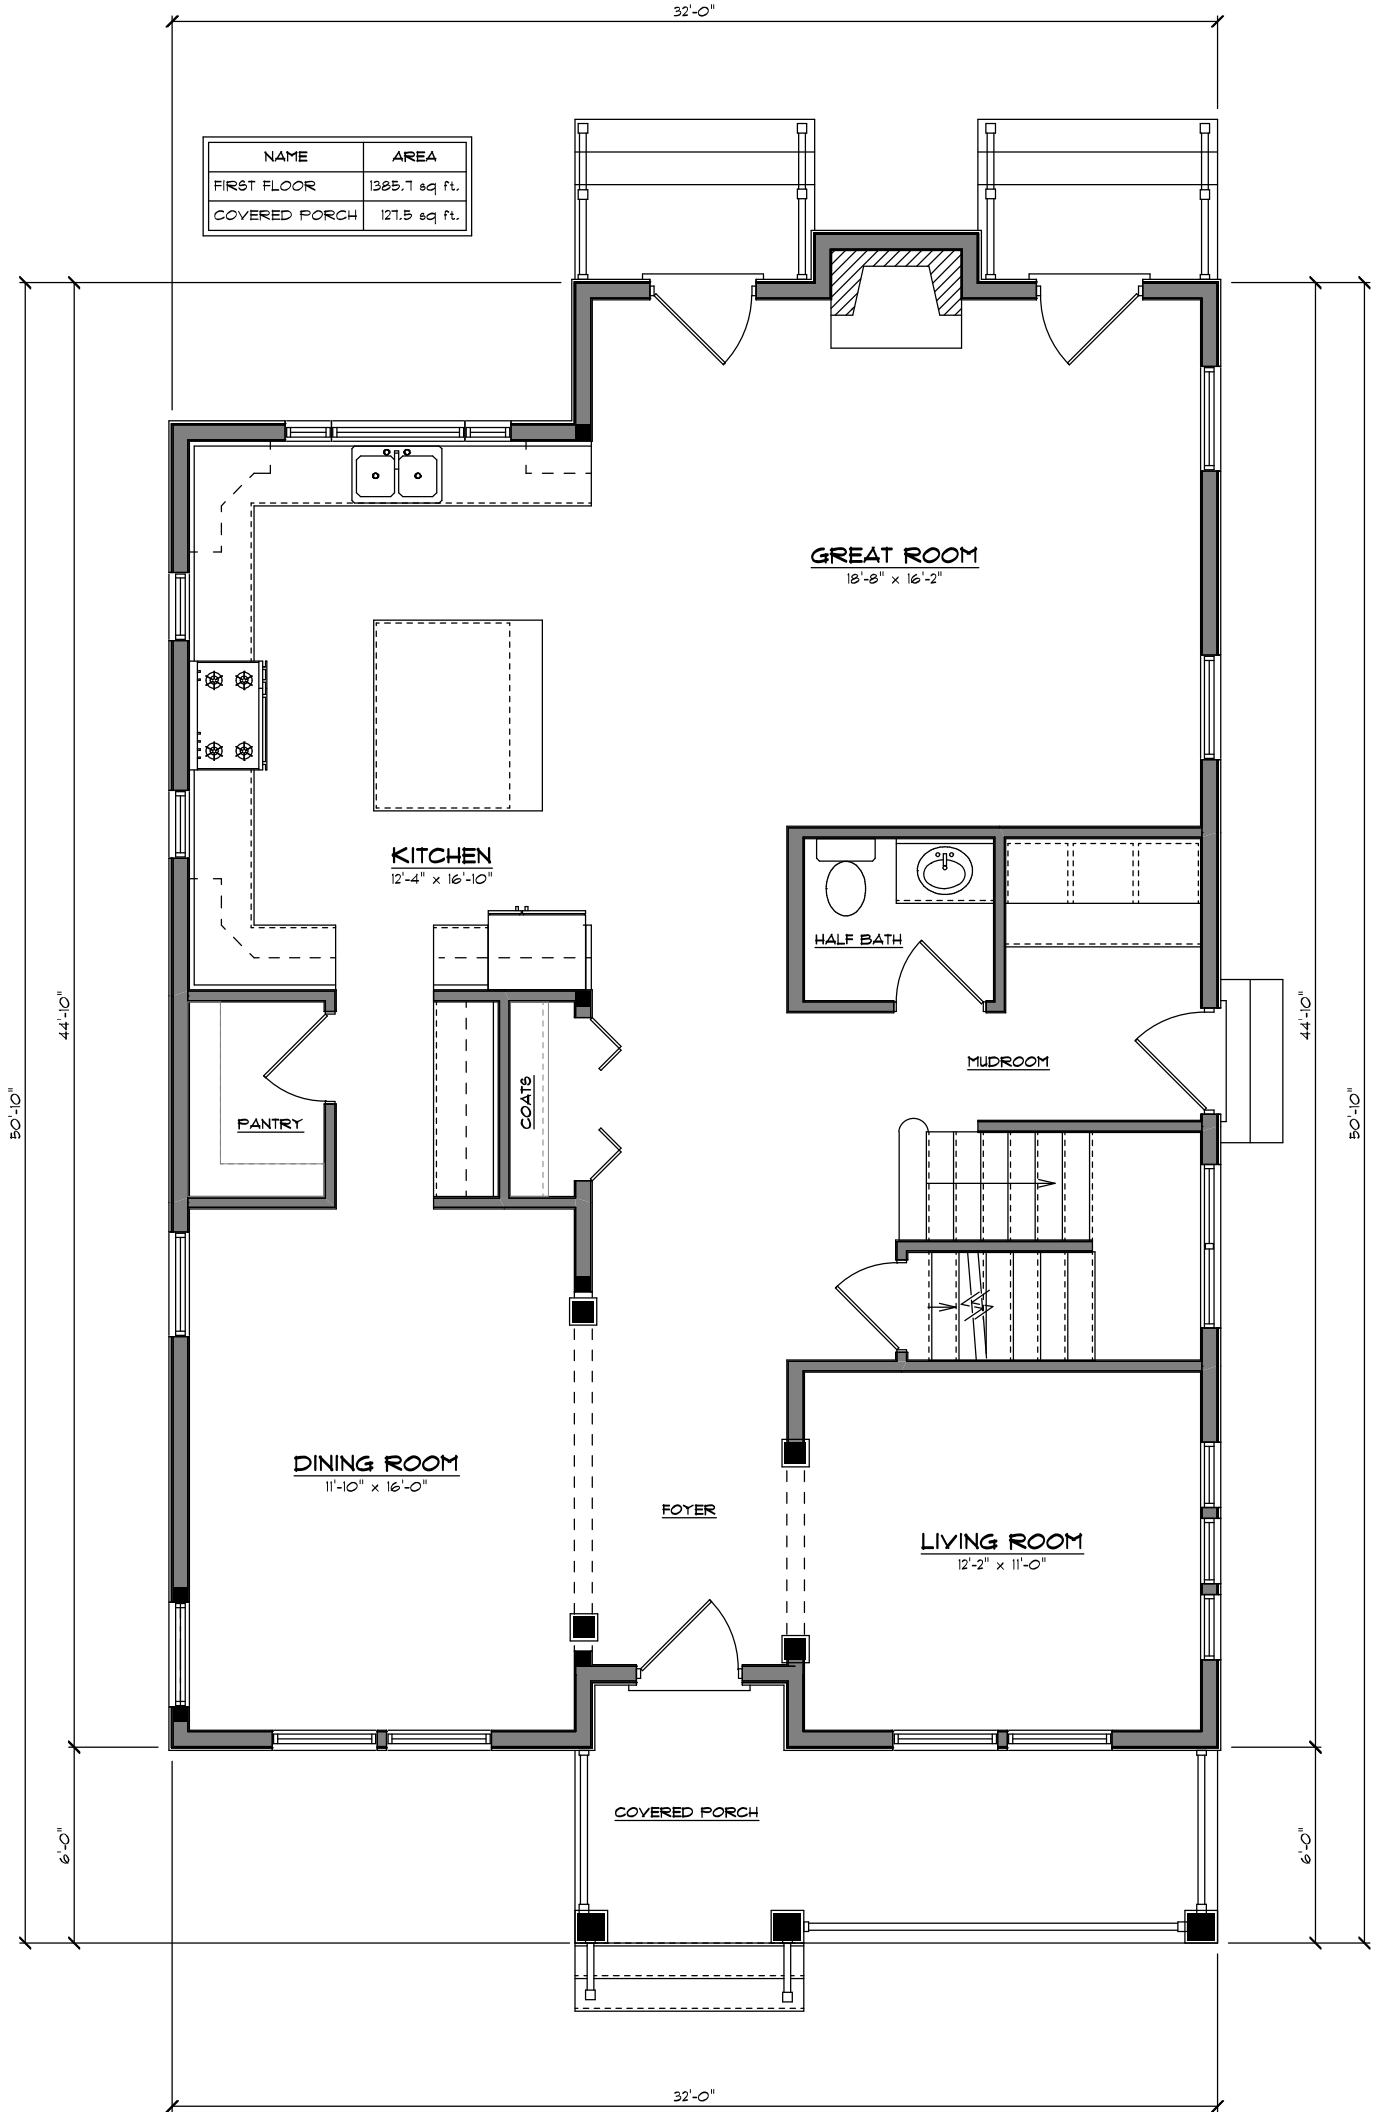 32'-0"
NAME AREA
FIRST FLOOR 1385.7 sq ft.
COVERED PORCH 127.5 sq ft.
GREAT ROOM
18'-8" x 16'-2"
KITCHEN
12'-4" x 16'-10"
HALF BATH
44'-10"
44'-10"
MUDROOM
50'-10"
50'-10"
PANTRY
COATS
DINING ROOM
11'-10" x 16'-0"
FOYER
LIVING ROOM
12'-2" x 11'-0"
COVERED PORCH
6'-0"
6'-0"
32'-0"